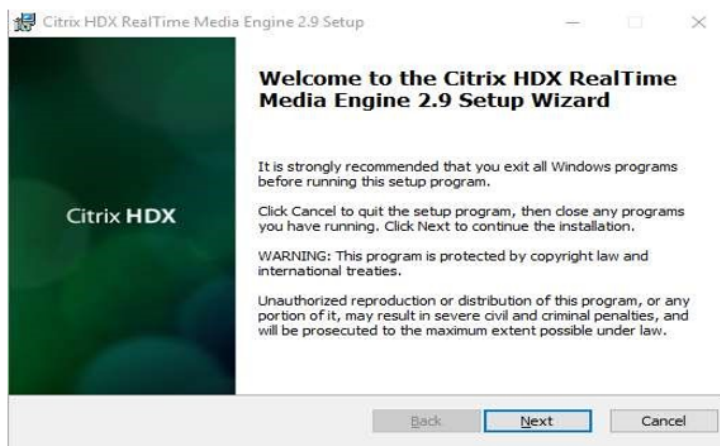 Citrix HDX RealTime Media Engine 2.9 Setup
Welcome to the Citrix HDX RealTime
Media Engine 2.9 Setup Wizard
It is strongly recommended that you exit all Windows programs
before running this setup program.
Citrix HDX
Click Cancel to quit the setup program, then close any programs
you have running. Click Next to continue the installation.
WARNING: This program is protected by copyright law and
international treaties.
Unauthorized reproduction or distribution of this program, or any
portion of it, may result in severe civil and criminal penalties, and
will be prosecuted to the maximum extent possible under law.
Back Next Cancel